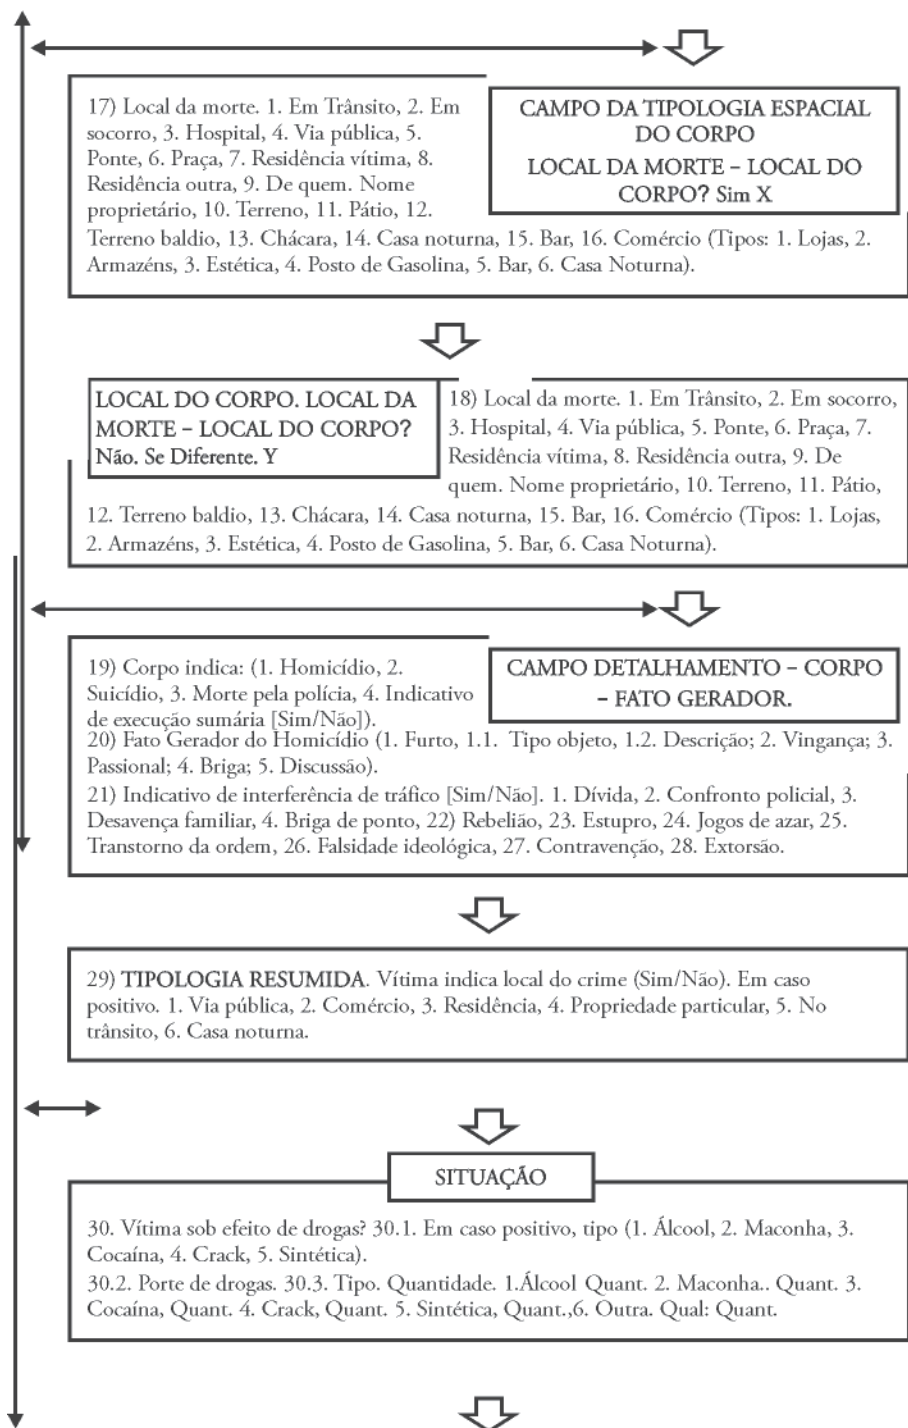 17) Local da morte. 1. Em Trânsito, 2. Em
socorro, 3. Hospital, 4. Via pública, 5.
Ponte, 6. Praça, 7. Residência vítima, 8.
Residência outra, 9. De quem. Nome
proprietário, 10. Terreno, 11. Pátio, 12.
Terreno baldio, 13. Chácara, 14. Casa noturna, 15. Bar, 16. Comércio (Tipos: 1. Lojas, 2.
Armazéns, 3. Estética, 4. Posto de Gasolina, 5. Bar, 6. Casa Noturna).
CAMPO DA TIPOLOGIA ESPACIAL
DO CORPO
LOCAL DA MORTE – LOCAL DO
CORPO? Sim X
LOCAL DO CORPO. LOCAL DA
MORTE – LOCAL DO CORPO?
Não. Se Diferente. Y
18) Local da morte. 1. Em Trânsito, 2. Em socorro,
3. Hospital, 4. Via pública, 5. Ponte, 6. Praça, 7.
Residência vítima, 8. Residência outra, 9. De
quem. Nome proprietário, 10. Terreno, 11. Pátio,
12. Terreno baldio, 13. Chácara, 14. Casa noturna, 15. Bar, 16. Comércio (Tipos: 1. Lojas,
2. Armazéns, 3. Estética, 4. Posto de Gasolina, 5. Bar, 6. Casa Noturna).
19) Corpo indica: (1. Homicídio, 2.
Suicídio, 3. Morte pela polícia, 4. Indicativo
de execução sumária [Sim/Não]).
CAMPO DETALHAMENTO – CORPO
– FATO GERADOR.
20) Fato Gerador do Homicídio (1. Furto, 1.1. Tipo objeto, 1.2. Descrição; 2. Vingança; 3.
Passional; 4. Briga; 5. Discussão).
21) Indicativo de interferência de tráfico [Sim/Não]. 1. Dívida, 2. Confronto policial, 3.
Desavença familiar, 4. Briga de ponto, 22) Rebelião, 23. Estupro, 24. Jogos de azar, 25.
Transtorno da ordem, 26. Falsidade ideológica, 27. Contravenção, 28. Extorsão.
29) TIPOLOGIA RESUMIDA. Vítima indica local do crime (Sim/Não). Em caso
positivo. 1. Via pública, 2. Comércio, 3. Residência, 4. Propriedade particular, 5. No
trânsito, 6. Casa noturna.
SITUAÇÃO
30. Vítima sob efeito de drogas? 30.1. Em caso positivo, tipo (1. Álcool, 2. Maconha, 3.
Cocaína, 4. Crack, 5. Sintética).
30.2. Porte de drogas. 30.3. Tipo. Quantidade. 1.Álcool Quant. 2. Maconha.. Quant. 3.
Cocaína, Quant. 4. Crack, Quant. 5. Sintética, Quant.,6. Outra. Qual: Quant.